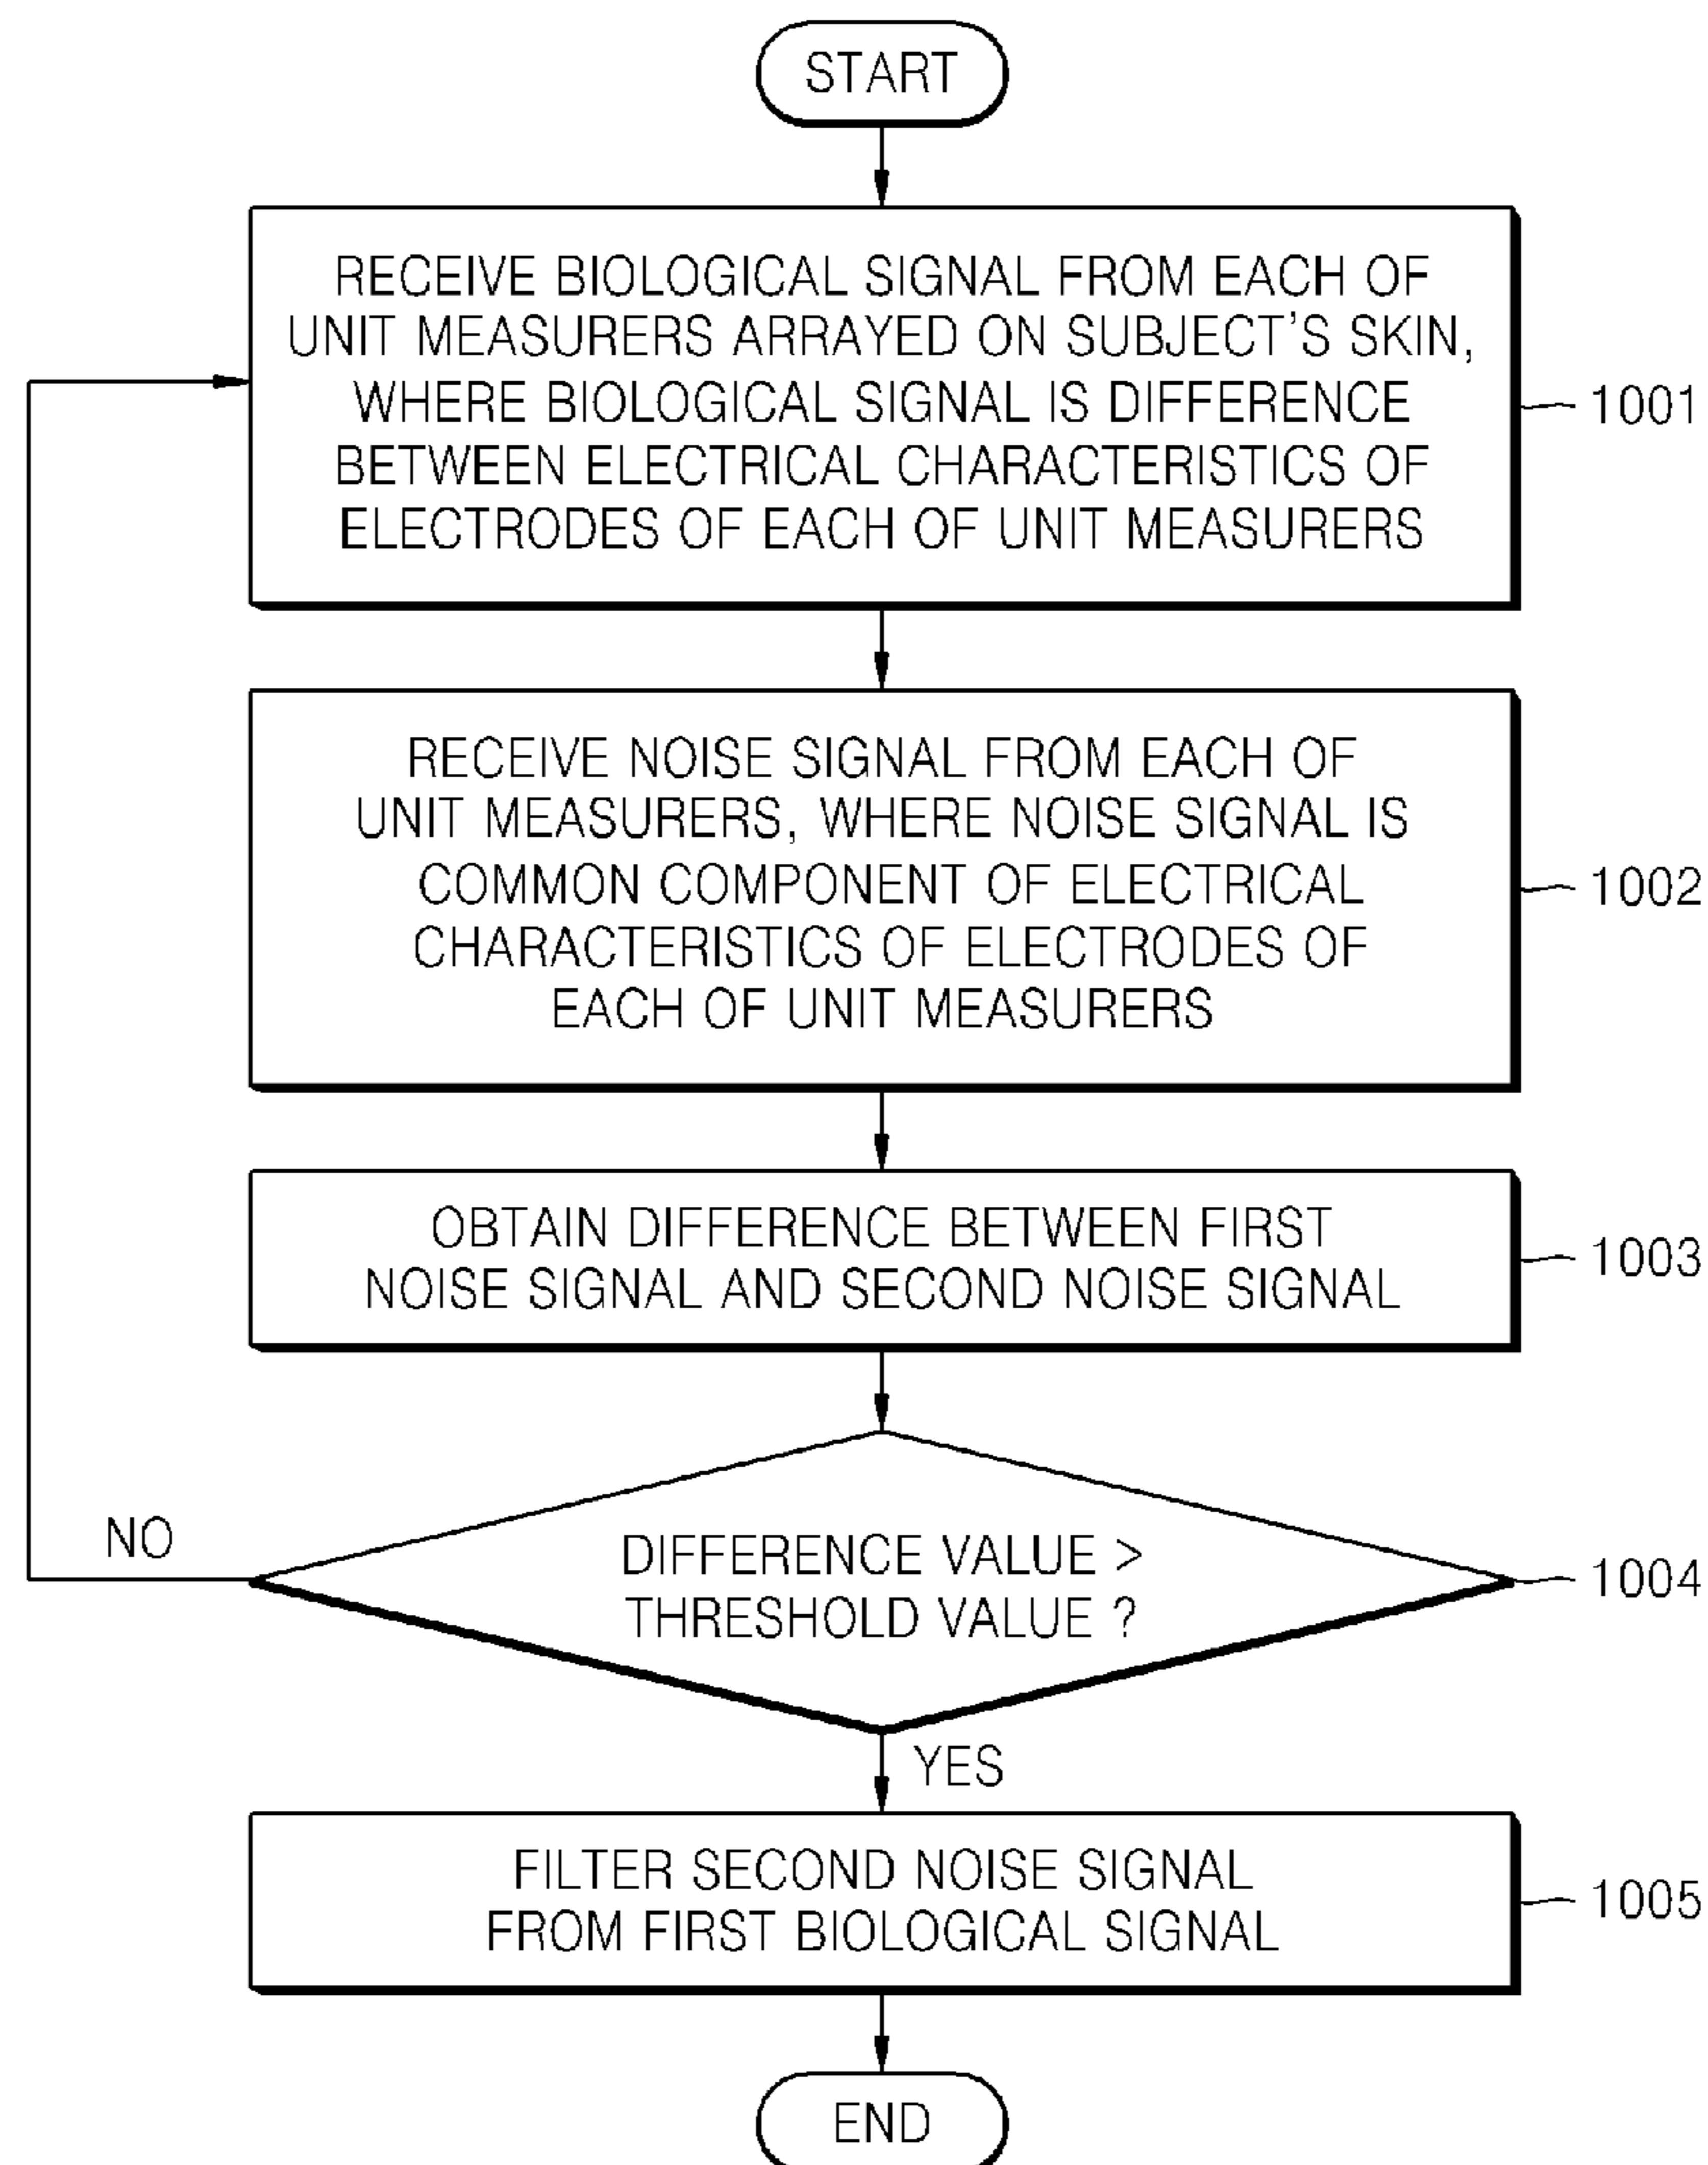 START
RECEIVE BIOLOGICAL SIGNAL FROM EACH OF
UNIT MEASURERS ARRAYED ON SUBJECT'S SKIN,
WHERE BIOLOGICAL SIGNAL IS DIFFERENCE
BETWEEN ELECTRICAL CHARACTERISTICS OF
ELECTRODES OF EACH OF UNIT MEASURERS
1001
RECEIVE NOISE SIGNAL FROM EACH OF
UNIT MEASURERS, WHERE NOISE SIGNAL IS
COMMON COMPONENT OF ELECTRICAL
CHARACTERISTICS OF ELECTRODES OF
EACH OF UNIT MEASURERS
1002
OBTAIN DIFFERENCE BETWEEN FIRST
NOISE SIGNAL AND SECOND NOISE SIGNAL
1003
NO
DIFFERENCE VALUE >
THRESHOLD VALUE ?
1004
YES
FILTER SECOND NOISE SIGNAL
FROM FIRST BIOLOGICAL SIGNAL
1005
END